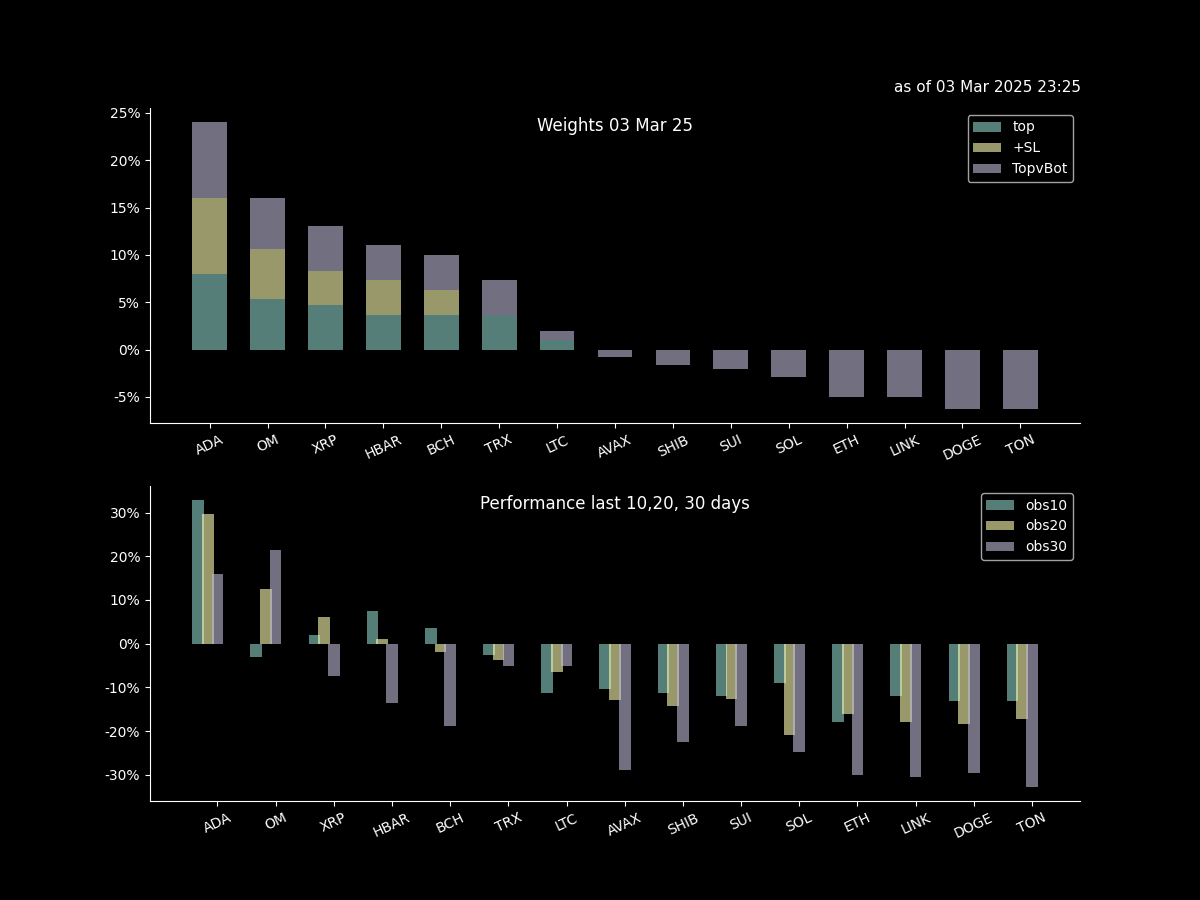 as of 03 Mar 2025 23:25
Weights 03 Mar 25
top
+SL
TopvBot
25%
20%
15%
10%
5%
0%
-5%
ADA OM XRP HBAR BCH TRX LTC AVAX SHIB SUI SOL ETH LINK DOGE TON
Performance last 10,20, 30 days
obs10
obs20
obs30
30%
20%
10%
0%
-10%
-20%
-30%
ADA OM XRP HBAR BCH TRX LTC AVAX SHIB SUI SOL ETH LINK DOGE TON